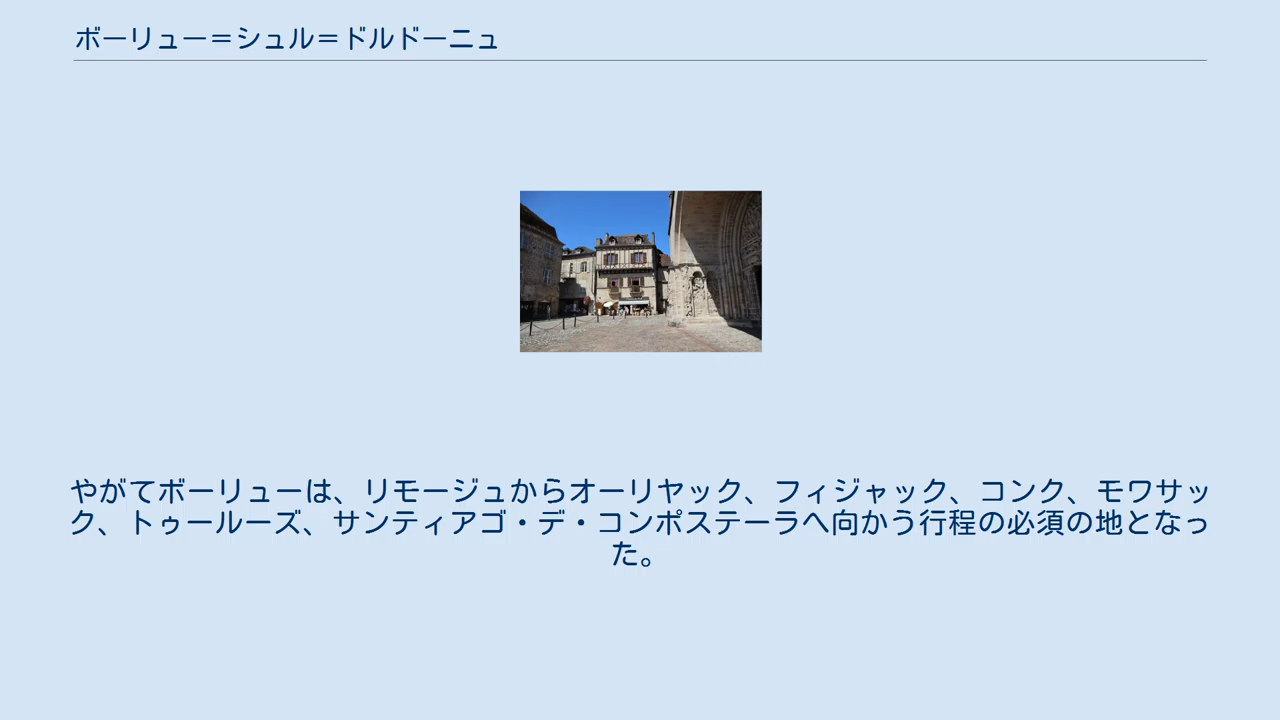 ボーリュー＝シュル＝ドルドーニュ
やがてボーリューは、リモージュからオーリヤック、フィジャック、コンク、モワサッ
ク、トゥールーズ、サンティアゴ・デ・コンポステーラへ向かう行程の必須の地となっ
た。